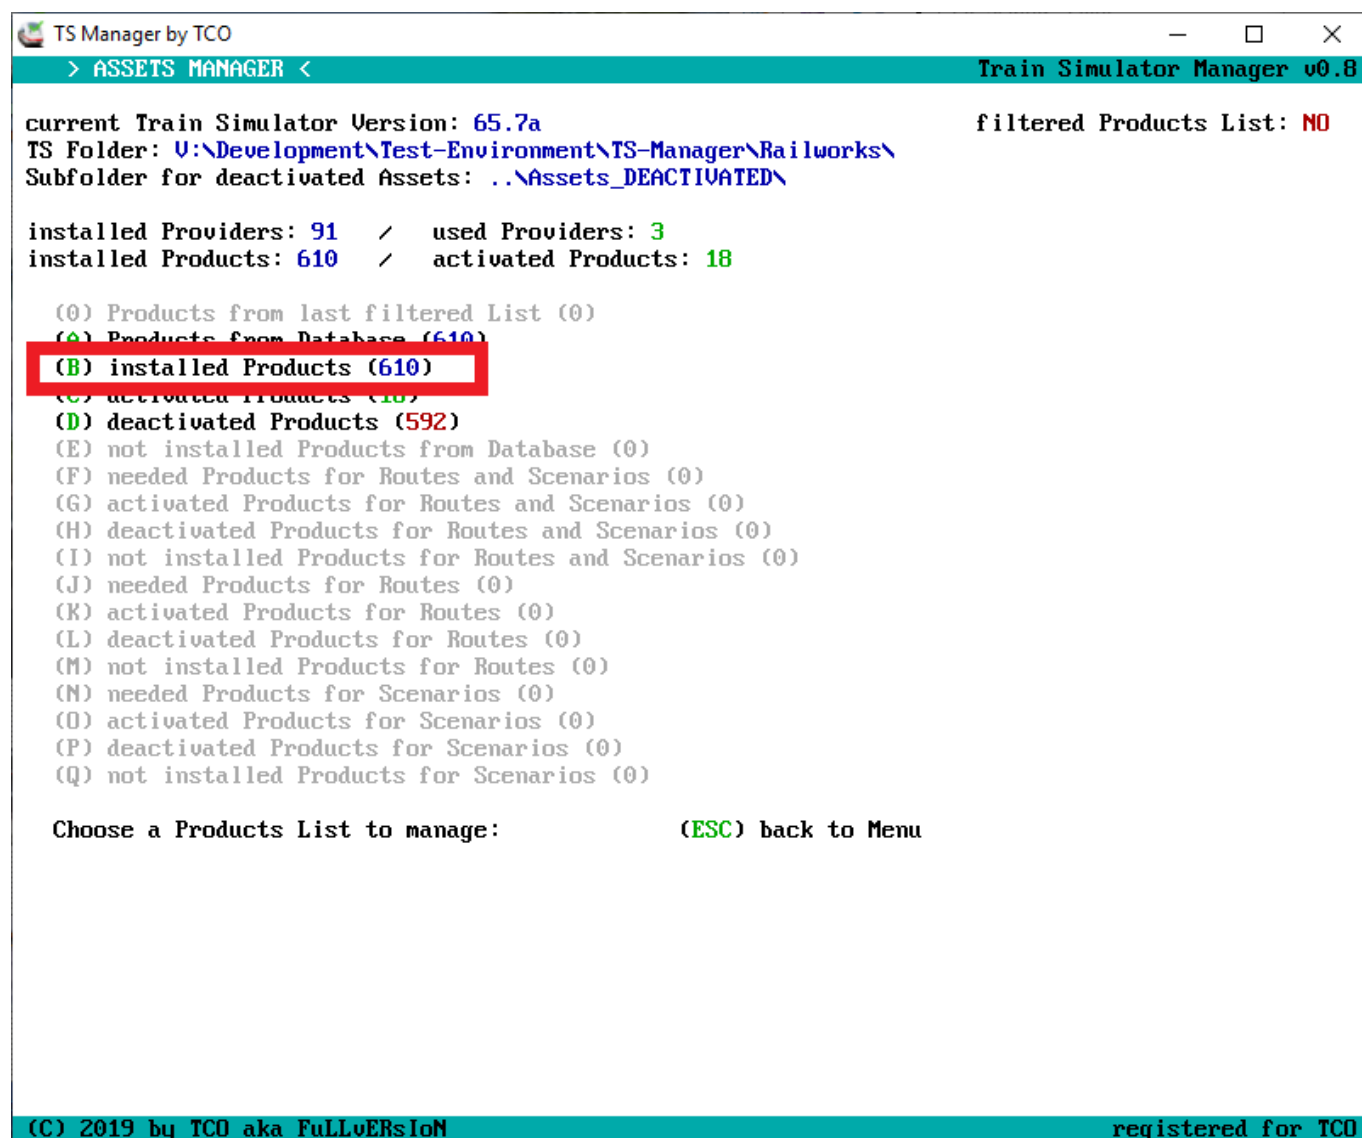 TS Manager by TCO
> ASSETS MANAGER < Train Simulator Manager v0.8
current Train Simulator Version: 65.7a filtered Products List: NO
TS Folder: V:\Development\Test-Environment\TS-Manager\Railworks\
Subfolder for deactivated Assets: ..\Assets_DEACTIVATED\
installed Providers: 91 / used Providers: 3
installed Products: 610 / activated Products: 18
(0) Products from last filtered List (0)
(A) Products from Database (610)
(B) installed Products (610)
(C) activated Products (18)
(D) deactivated Products (592)
(E) not installed Products from Database (0)
(F) needed Products for Routes and Scenarios (0)
(G) activated Products for Routes and Scenarios (0)
(H) deactivated Products for Routes and Scenarios (0)
(I) not installed Products for Routes and Scenarios (0)
(J) needed Products for Routes (0)
(K) activated Products for Routes (0)
(L) deactivated Products for Routes (0)
(M) not installed Products for Routes (0)
(N) needed Products for Scenarios (0)
(O) activated Products for Scenarios (0)
(P) deactivated Products for Scenarios (0)
(Q) not installed Products for Scenarios (0)
Choose a Products List to manage: (ESC) back to Menu
(C) 2019 by TCO aka FuLLvERsIoN registered for TCO